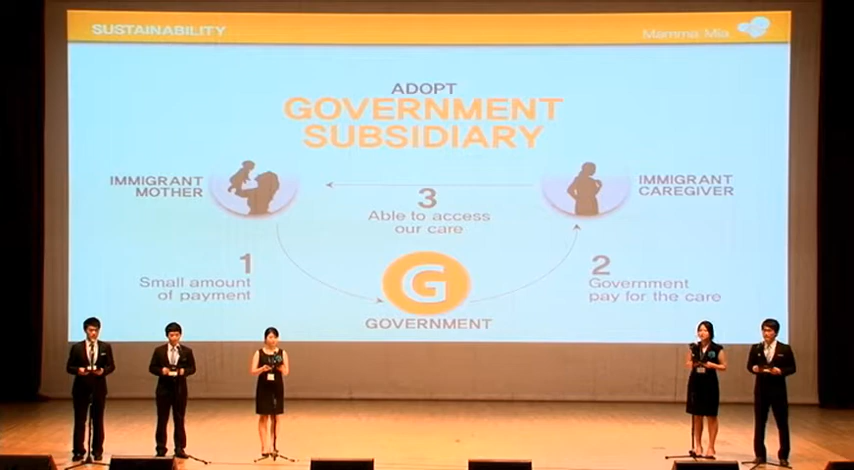 SUSTAINABILITY
Mamma Mia
ADOPT
GOVERNMENT
SUBSIDIARY
IMMIGRANT
MOTHER
IMMIGRANT
CAREGIVER
3
Able to access
our care
1
Small amount
of payment
2
Government
pay for the care
G
GOVERNMENT